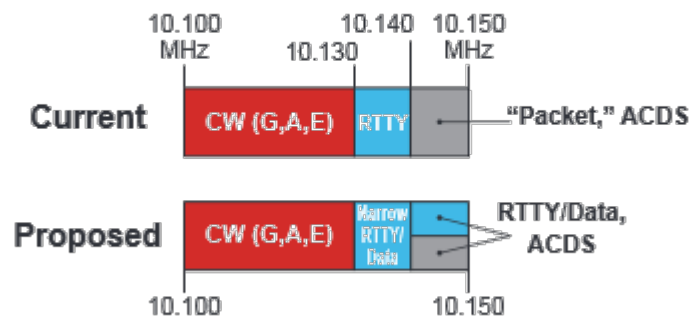 10.100 MHz
10.130
10.140
10.150 MHz
Current
CW (G,A,E)
RTTY
“Packet,” ACDS
Proposed
CW (G,A,E)
Narrow
RTTY/
Data
RTTY/Data,
ACDS
10.100
10.150